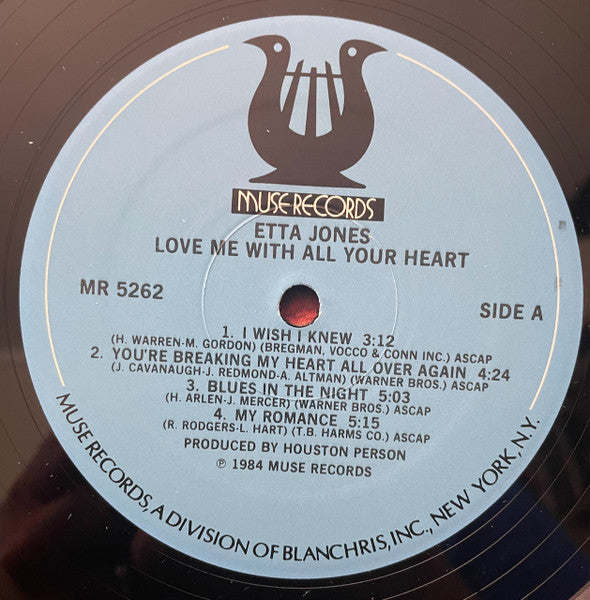 MUSE RECORDS
ETTA JONES
LOVE ME WITH ALL YOUR HEART
MR 5262
SIDE A
1. I WISH I KNEW 3:12
(H. WARREN-M. GORDON) (BREGMAN, VOCCO & CONN INC.) ASCAP
2. YOU'RE BREAKING MY HEART ALL OVER AGAIN 4:24
(J. CAVANAUGH-J. REDMOND-A. ALTMAN) (WARNER BROS.) ASCAP
3. BLUES IN THE NIGHT 5:03
(H. ARLEN-J. MERCER) (WARNER BROS.) ASCAP
4. MY ROMANCE 5:15
(R. RODGERS-L. HART) (T.B. HARMS CO.) ASCAP
PRODUCED BY HOUSTON PERSON
℗ 1984 MUSE RECORDS
MUSE RECORDS, A DIVISION OF BLANCHRIS, INC., NEW YORK, N.Y.